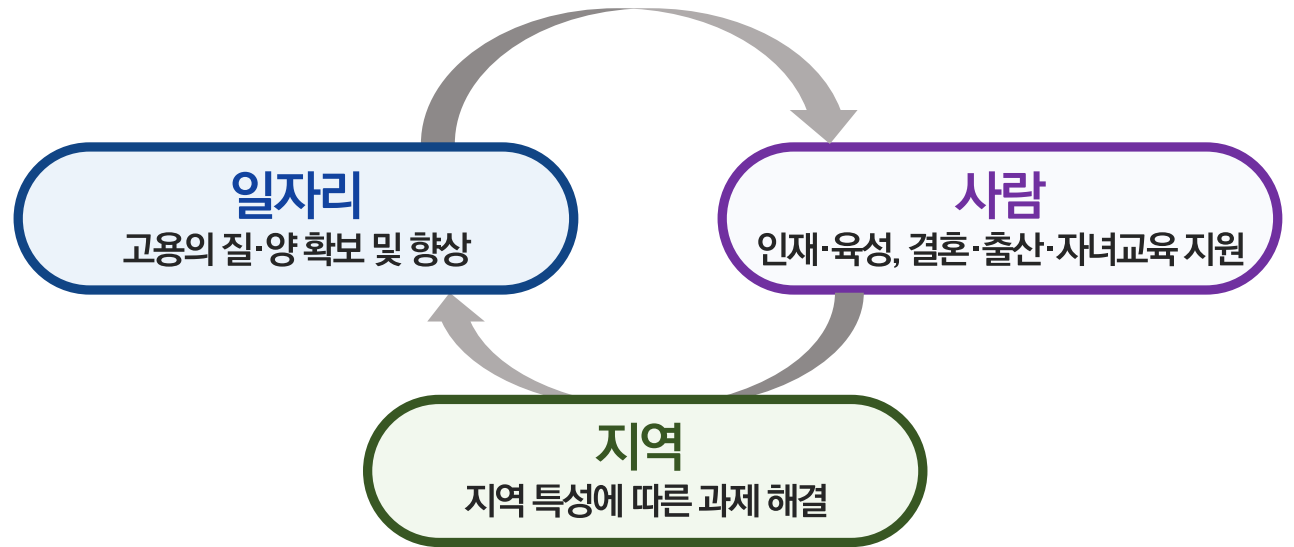 일자리
고용의 질·양 확보 및 향상
사람
인재·육성, 결혼·출산·자녀교육 지원
지역
지역 특성에 따른 과제 해결